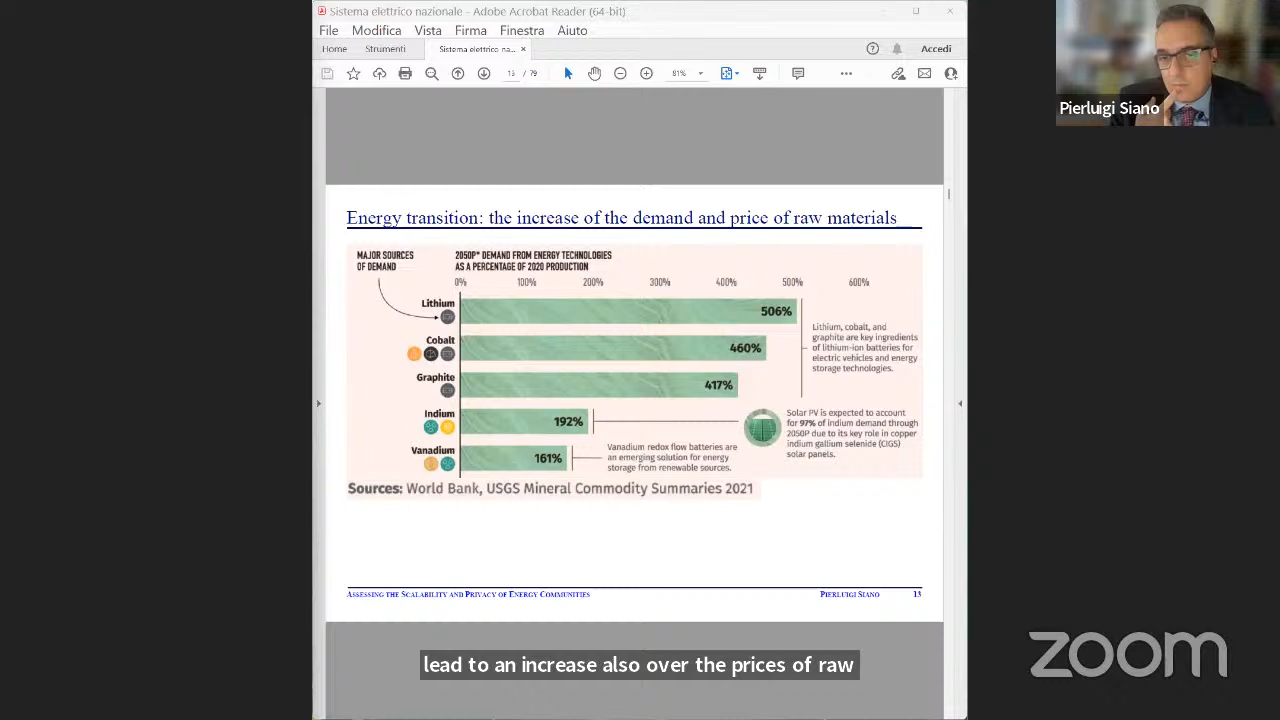 Sistema elettrico nazionale - Adobe Acrobat Reader (64-bit)
File Modifica Vista Firma Finestra Aiuto
Home Strumenti Sistema elettrico na... × Accedi
13 / 79 81%
Pierluigi Siano
Energy transition: the increase of the demand and price of raw materials
MAJOR SOURCES
OF DEMAND
2050P* DEMAND FROM ENERGY TECHNOLOGIES
AS A PERCENTAGE OF 2020 PRODUCTION
0% 100% 200% 300% 400% 500% 600%
Lithium 506%
Cobalt 460%
Graphite 417%
Lithium, cobalt, and
graphite are key ingredients
of lithium-ion batteries for
electric vehicles and energy
storage technologies.
Indium 192%
Solar PV is expected to account
for 97% of indium demand through
2050P due to its key role in copper
indium gallium selenide (CIGS)
solar panels.
Vanadium 161%
Vanadium redox flow batteries are
an emerging solution for energy
storage from renewable sources.
Sources: World Bank, USGS Mineral Commodity Summaries 2021
ASSESSING THE SCALABILITY AND PRIVACY OF ENERGY COMMUNITIES PIERLUIGI SIANO 13
lead to an increase also over the prices of raw
zoom